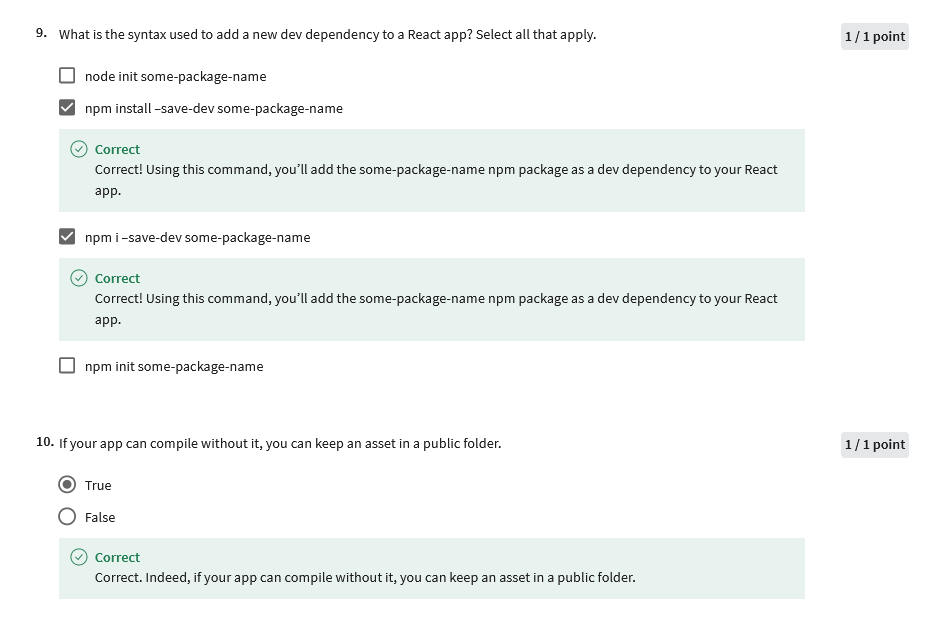 9. What is the syntax used to add a new dev dependency to a React app? Select all that apply.
1 / 1 point
node init some-package-name
npm install –save-dev some-package-name
Correct
Correct! Using this command, you’ll add the some-package-name npm package as a dev dependency to your React
app.
npm i –save-dev some-package-name
Correct
Correct! Using this command, you’ll add the some-package-name npm package as a dev dependency to your React
app.
npm init some-package-name
10. If your app can compile without it, you can keep an asset in a public folder.
1 / 1 point
True
False
Correct
Correct. Indeed, if your app can compile without it, you can keep an asset in a public folder.